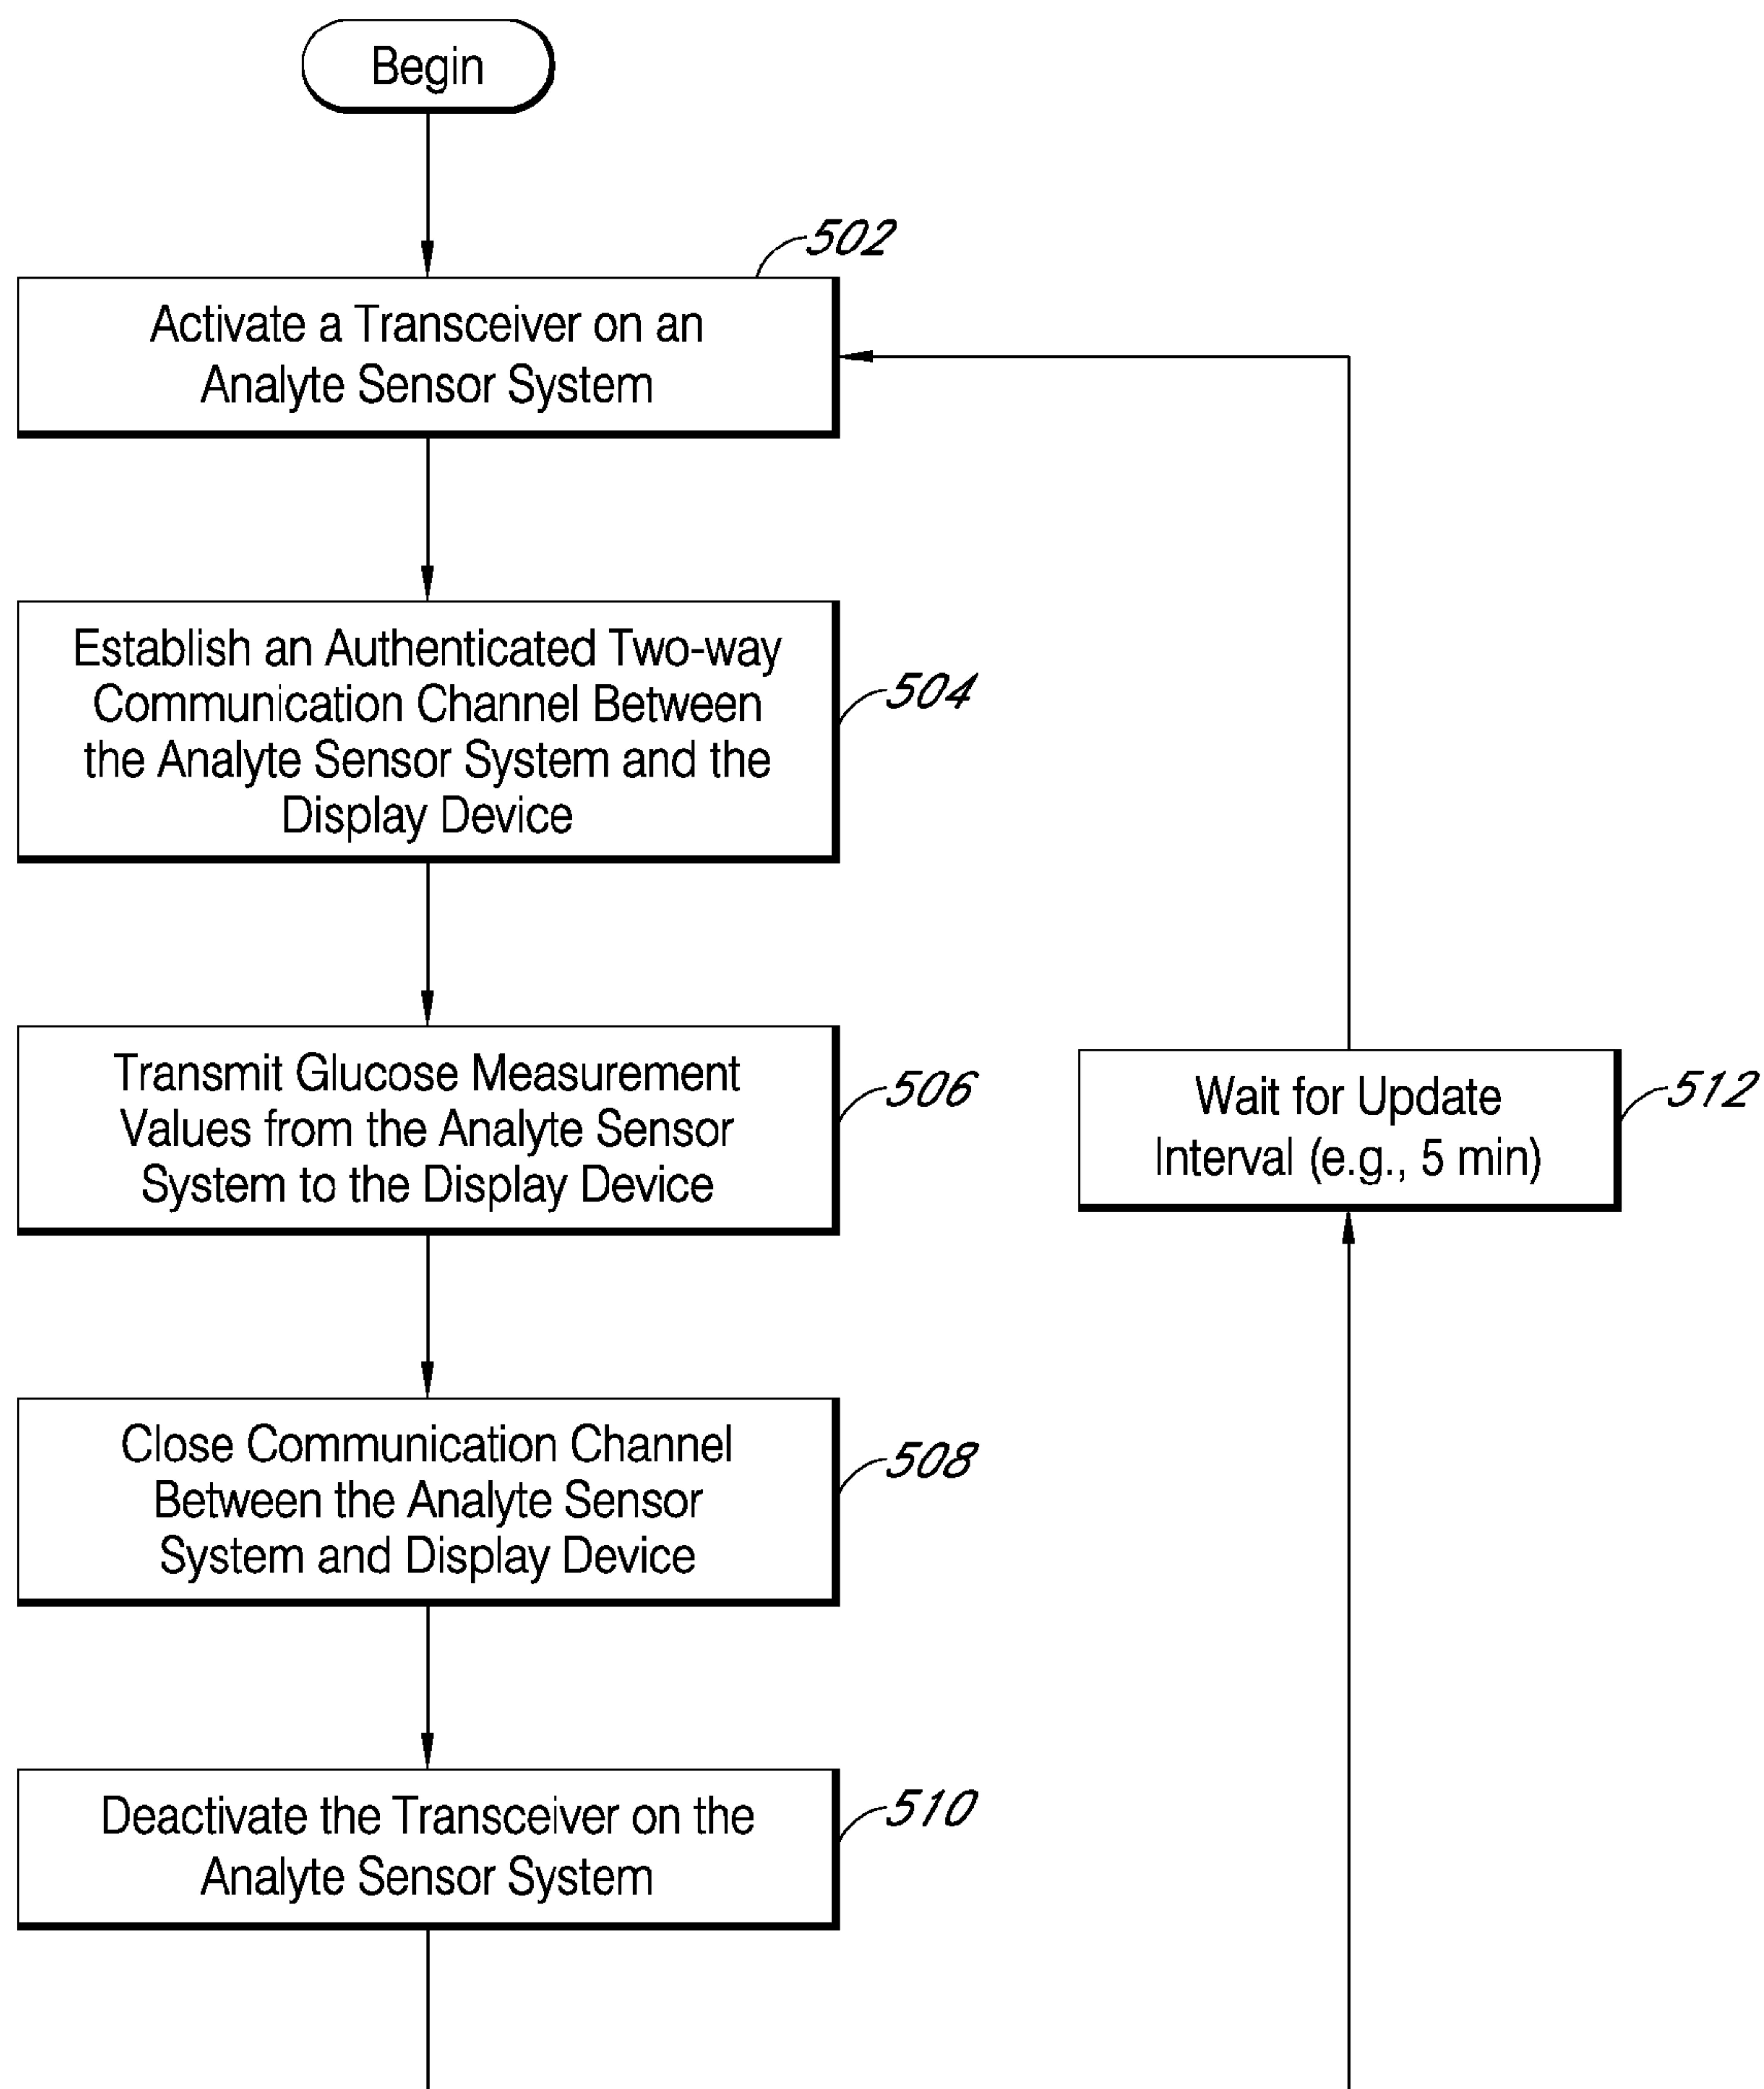 Begin
502
Activate a Transceiver on an
Analyte Sensor System
Establish an Authenticated Two-way
Communication Channel Between
the Analyte Sensor System and the
Display Device
504
Transmit Glucose Measurement
Values from the Analyte Sensor
System to the Display Device
506
Wait for Update
Interval (e.g., 5 min)
512
Close Communication Channel
Between the Analyte Sensor
System and Display Device
508
Deactivate the Transceiver on the
Analyte Sensor System
510